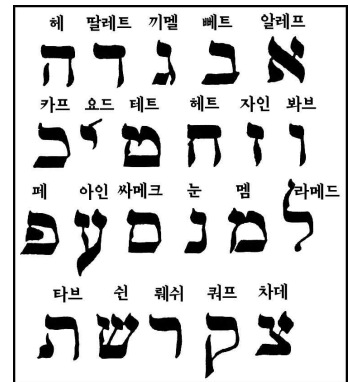 헤 딸레트 끼멜 뻬트 알레프
א ב ג ד ה
카프 요드 테트 헤트 자인 봐브
ו ז ח ט י כ
페 아인 싸메크 눈 멤 라메드
ל מ נ ס ע פ
타브 쉰 뤠쉬 쿼프 차데
צ ק ר ש ת